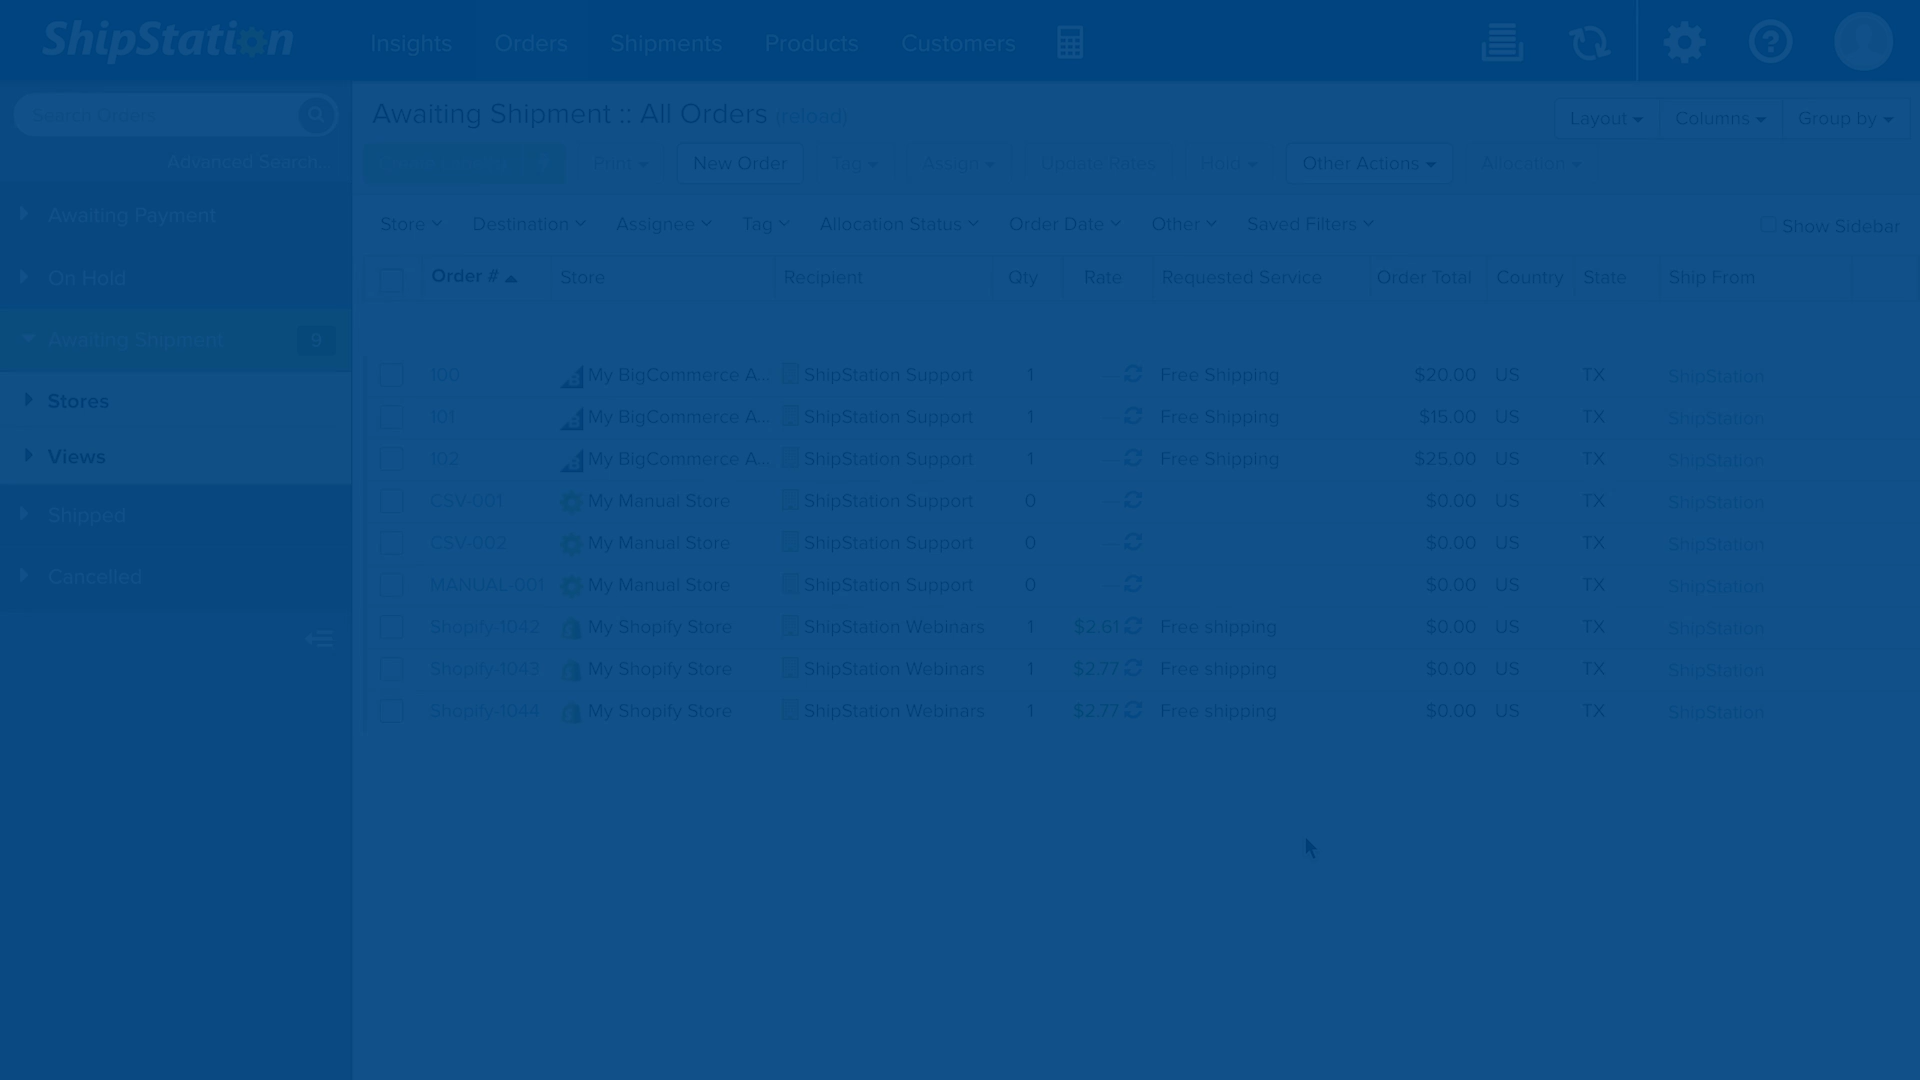 ShipStation Insights Orders Shipments Products Customers
Search Orders
Advanced Search...
Awaiting Payment
On Hold
Awaiting Shipment 9
Stores
Views
Shipped
Cancelled
Awaiting Shipment :: All Orders (reload)
Layout Columns Group by
Print New Order Tag Assign Update Rates Hold Other Actions Allocation
Store Destination Assignee Tag Allocation Status Order Date Other Saved Filters Show Sidebar
Order # Store Recipient Qty Rate Requested Service Order Total Country State Ship From
100 My BigCommerce A... ShipStation Support 1 -- Free Shipping $20.00 US TX ShipStation
101 My BigCommerce A... ShipStation Support 1 -- Free Shipping $15.00 US TX ShipStation
102 My BigCommerce A... ShipStation Support 1 -- Free Shipping $25.00 US TX ShipStation
CSV-001 My Manual Store ShipStation Support 0 -- $0.00 US TX ShipStation
CSV-002 My Manual Store ShipStation Support 0 -- $0.00 US TX ShipStation
MANUAL-001 My Manual Store ShipStation Support 0 -- $0.00 US TX ShipStation
Shopify-1042 My Shopify Store ShipStation Webinars 1 $2.61 Free shipping $0.00 US TX ShipStation
Shopify-1043 My Shopify Store ShipStation Webinars 1 $2.77 Free shipping $0.00 US TX ShipStation
Shopify-1044 My Shopify Store ShipStation Webinars 1 $2.77 Free shipping $0.00 US TX ShipStation